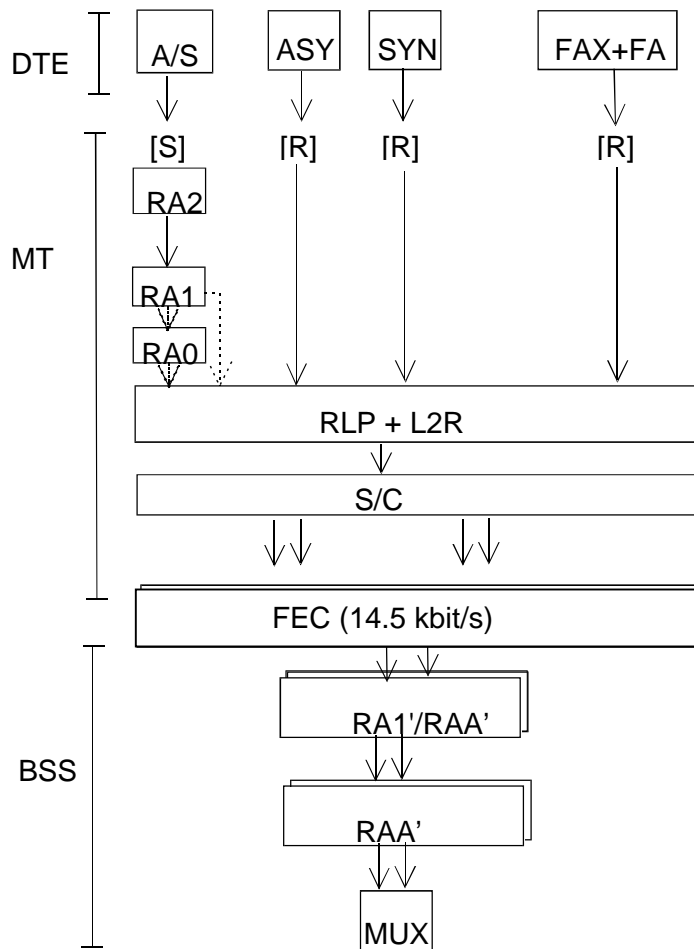 DTE
A/S
ASY
SYN
FAX+FA
[S]
[R]
[R]
[R]
MT
RA2
RA1
RA0
RLP + L2R
S/C
FEC (14.5 kbit/s)
BSS
RA1'/RAA’
RAA’
MUX